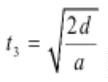 t₃ = √(2d/a)